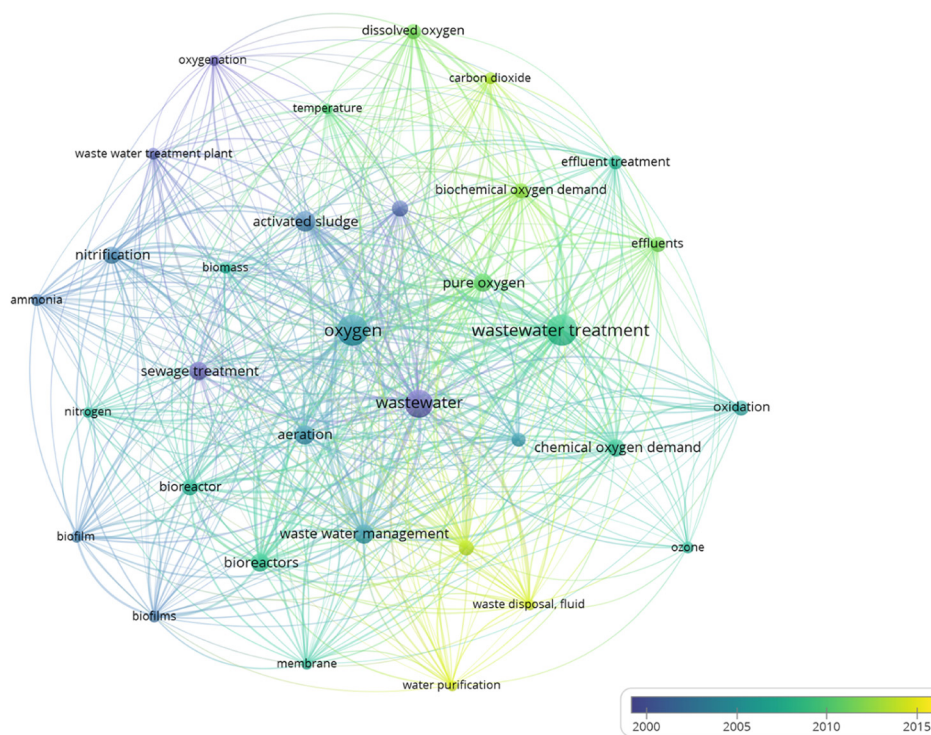 dissolved oxygen
oxygenation
carbon dioxide
temperature
waste water treatment plant
effluent treatment
biochemical oxygen demand
activated sludge
effluents
nitrification
biomass
pure oxygen
ammonia
oxygen
wastewater treatment
sewage treatment
wastewater
nitrogen
oxidation
aeration
chemical oxygen demand
bioreactor
waste water management
biofilm
ozone
bioreactors
waste disposal, fluid
biofilms
membrane
water purification
2000
2005
2010
2015